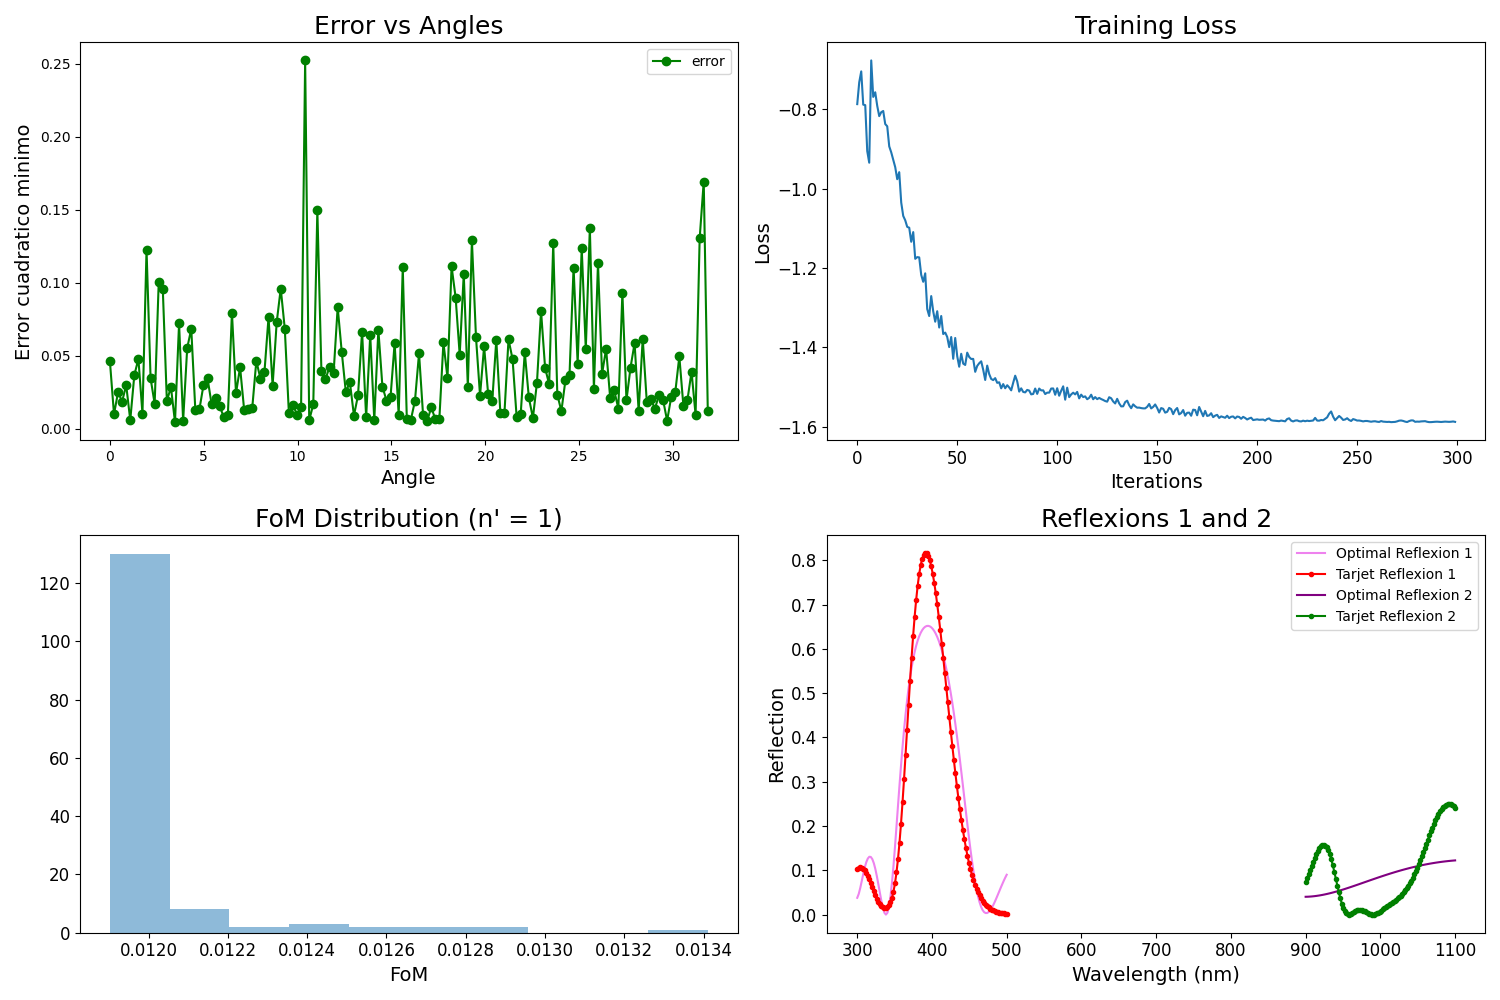 Error vs Angles
Error cuadratico minimo
0.25
0.20
0.15
0.10
0.05
0.00
error
0 5 10 15 20 25 30
Angle
Training Loss
Loss
−0.8
−1.0
−1.2
−1.4
−1.6
0 50 100 150 200 250 300
Iterations
FoM Distribution (n' = 1)
120
100
80
60
40
20
0
0.0120 0.0122 0.0124 0.0126 0.0128 0.0130 0.0132 0.0134
FoM
Reflexions 1 and 2
Reflection
0.8
0.7
0.6
0.5
0.4
0.3
0.2
0.1
0.0
Optimal Reflexion 1
Tarjet Reflexion 1
Optimal Reflexion 2
Tarjet Reflexion 2
300 400 500 600 700 800 900 1000 1100
Wavelength (nm)